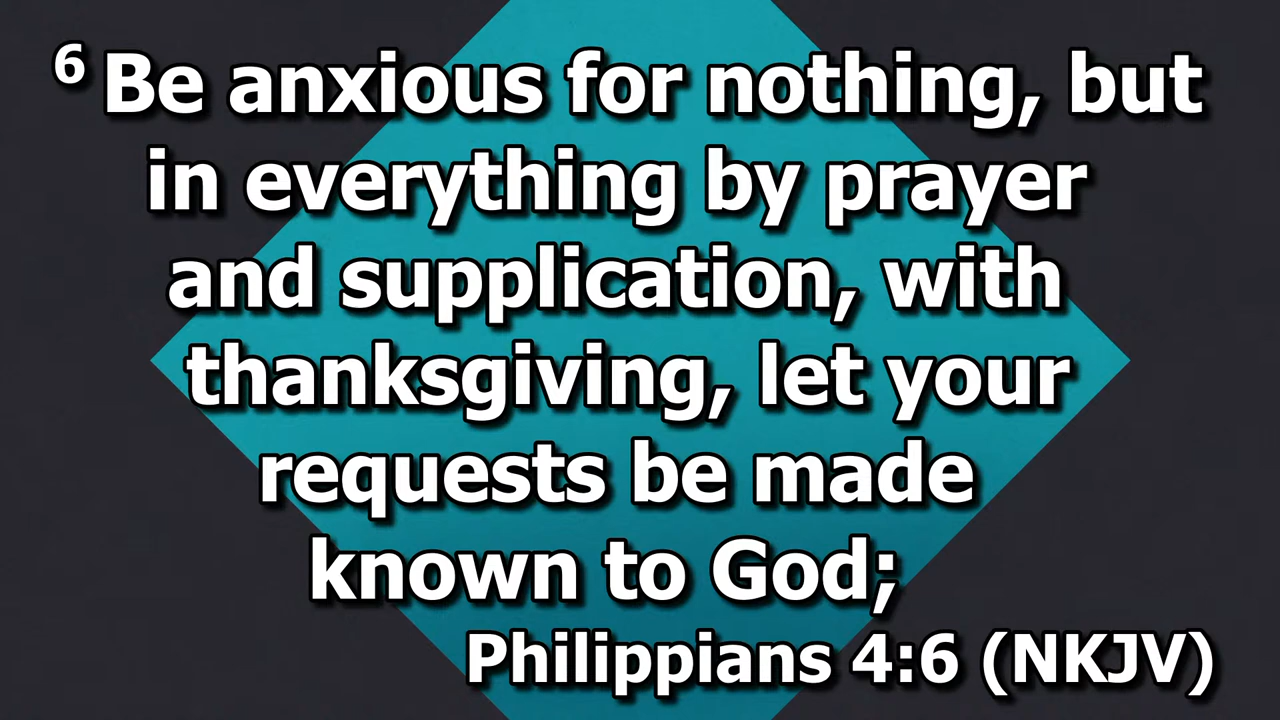 6 Be anxious for nothing, but
in everything by prayer
and supplication, with
thanksgiving, let your
requests be made
known to God;
Philippians 4:6 (NKJV)